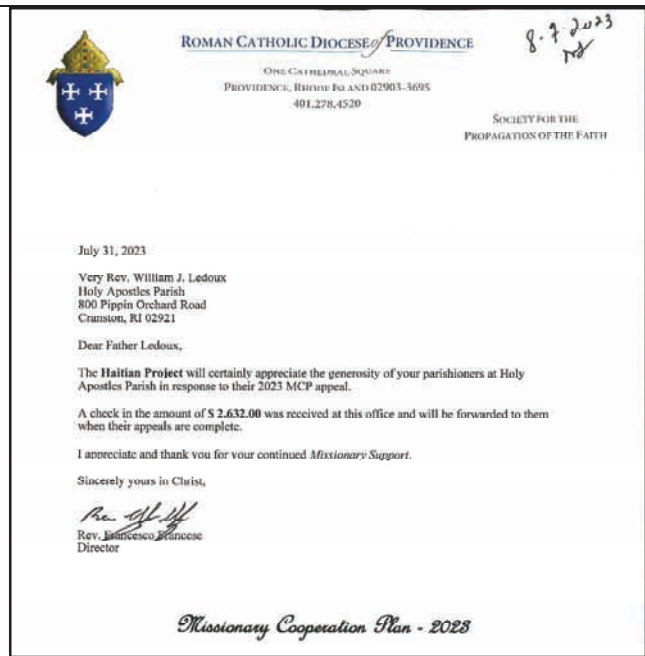 ROMAN CATHOLIC DIOCESE of PROVIDENCE
8.7.2023
ONE CATHEDRAL SQUARE
PROVIDENCE, RHODE ISLAND 02903-3695
401.278.4520
SOCIETY FOR THE
PROPAGATION OF THE FAITH
July 31, 2023
Very Rev. William J. Ledoux
Holy Apostles Parish
800 Pippin Orchard Road
Cranston, RI 02921
Dear Father Ledoux,
The Haitian Project will certainly appreciate the generosity of your parishioners at Holy
Apostles Parish in response to their 2023 MCP appeal.
A check in the amount of $ 2,632.00 was received at this office and will be forwarded to them
when their appeals are complete.
I appreciate and thank you for your continued Missionary Support.
Sincerely yours in Christ,
Rev. Francesco Francese
Director
Missionary Cooperation Plan - 2023